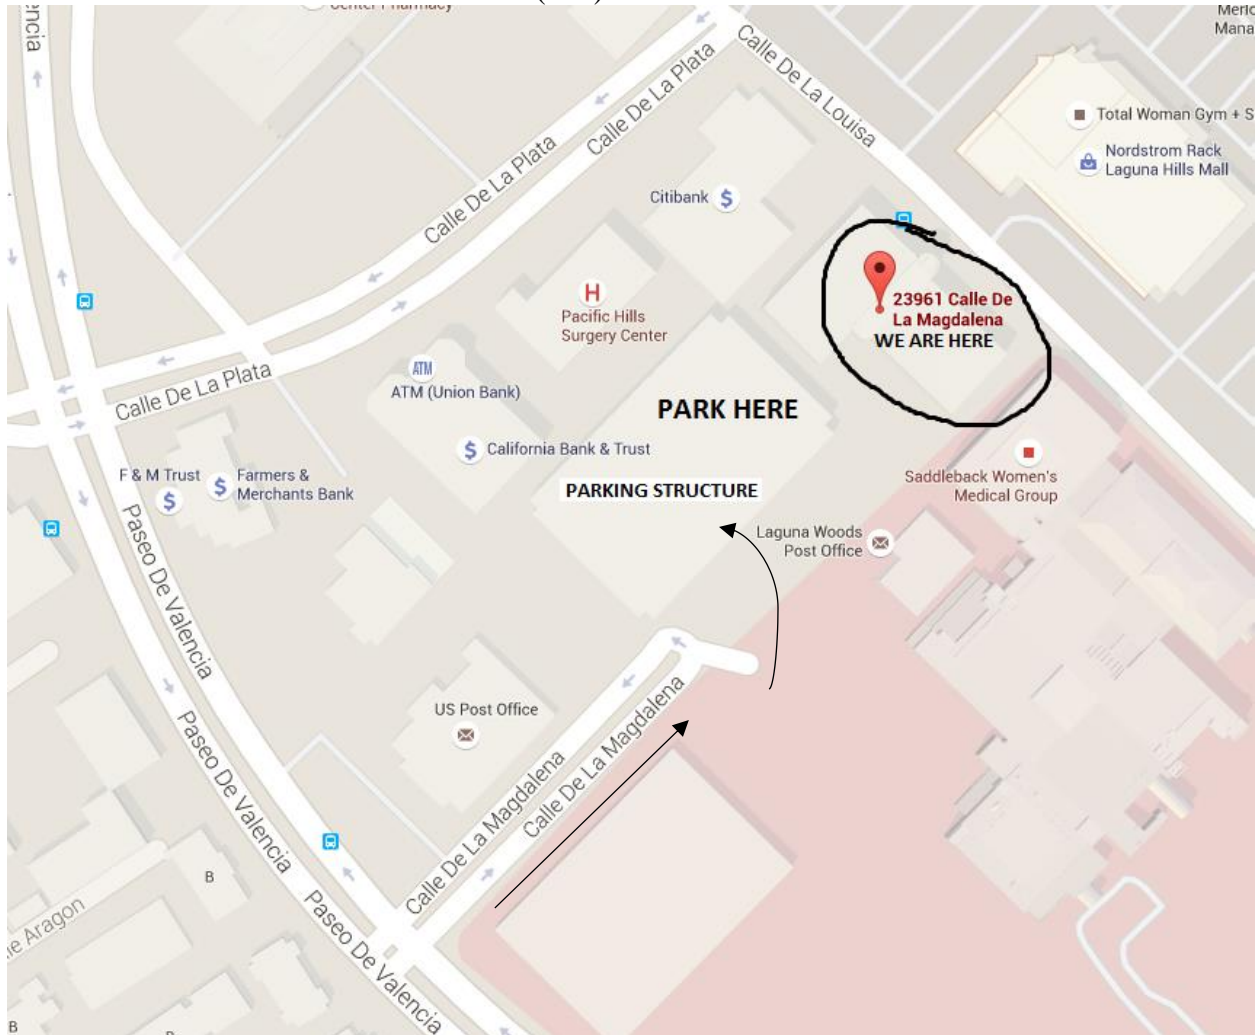 Valencia
Calle De La Plata
Calle De La Plata
Calle De La Louisa
Total Woman Gym + S
Nordstrom Rack
Laguna Hills Mall
Citibank
$
23961 Calle De
La Magdalena
WE ARE HERE
H
Pacific Hills
Surgery Center
ATM
ATM (Union Bank)
Calle De La Plata
PARK HERE
$
California Bank & Trust
F & M Trust
$
$
Farmers &
Merchants Bank
PARKING STRUCTURE
Saddleback Women's
Medical Group
Laguna Woods
Post Office
Paseo De Valencia
US Post Office
Calle De La Magdalena
Calle De La Magdalena
Paseo De Valencia
B
Aragon
Paseo De Valencia
B